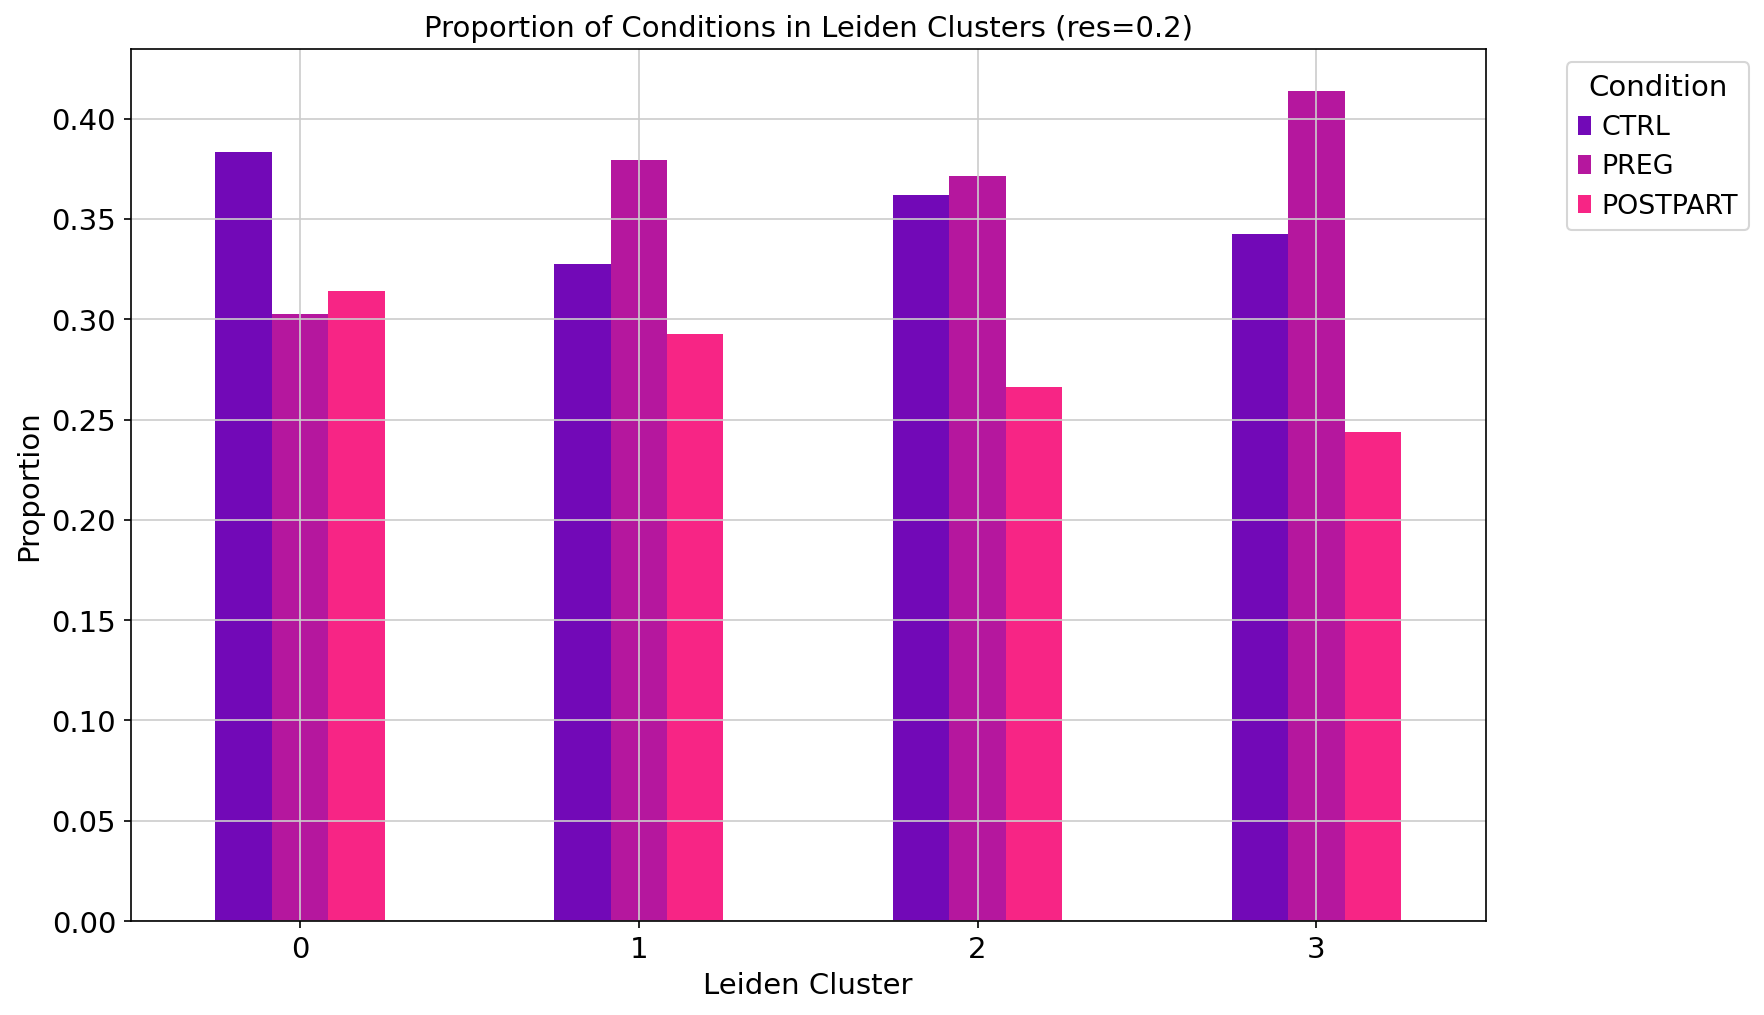 Proportion of Conditions in Leiden Clusters (res=0.2)
Condition
CTRL
PREG
POSTPART
Proportion
0.40
0.35
0.30
0.25
0.20
0.15
0.10
0.05
0.00
0 1 2 3
Leiden Cluster